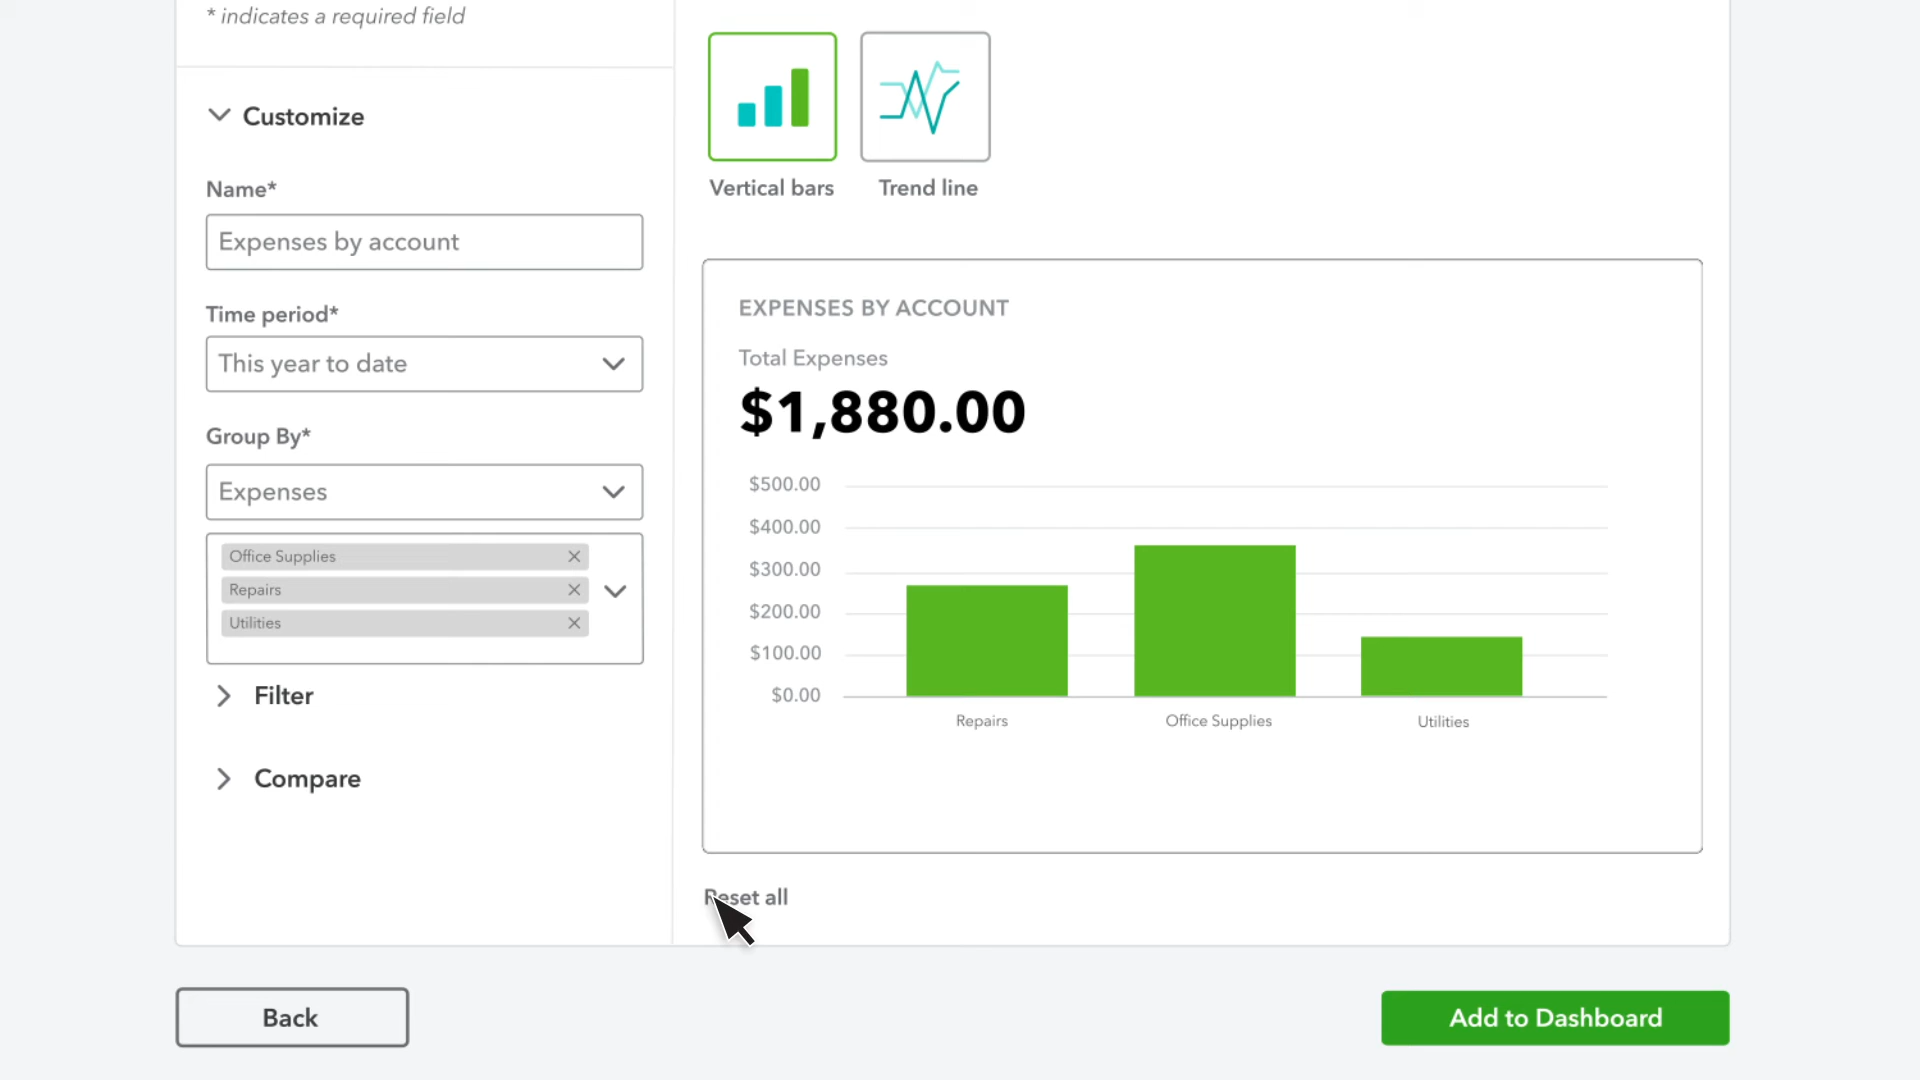 * indicates a required field
Customize
Name*
Expenses by account
Time period*
This year to date
Group By*
Expenses
Office Supplies
Repairs
Utilities
Filter
Compare
Vertical bars
Trend line
EXPENSES BY ACCOUNT
Total Expenses
$1,880.00
$500.00
$400.00
$300.00
$200.00
$100.00
$0.00
Repairs
Office Supplies
Utilities
Reset all
Back
Add to Dashboard